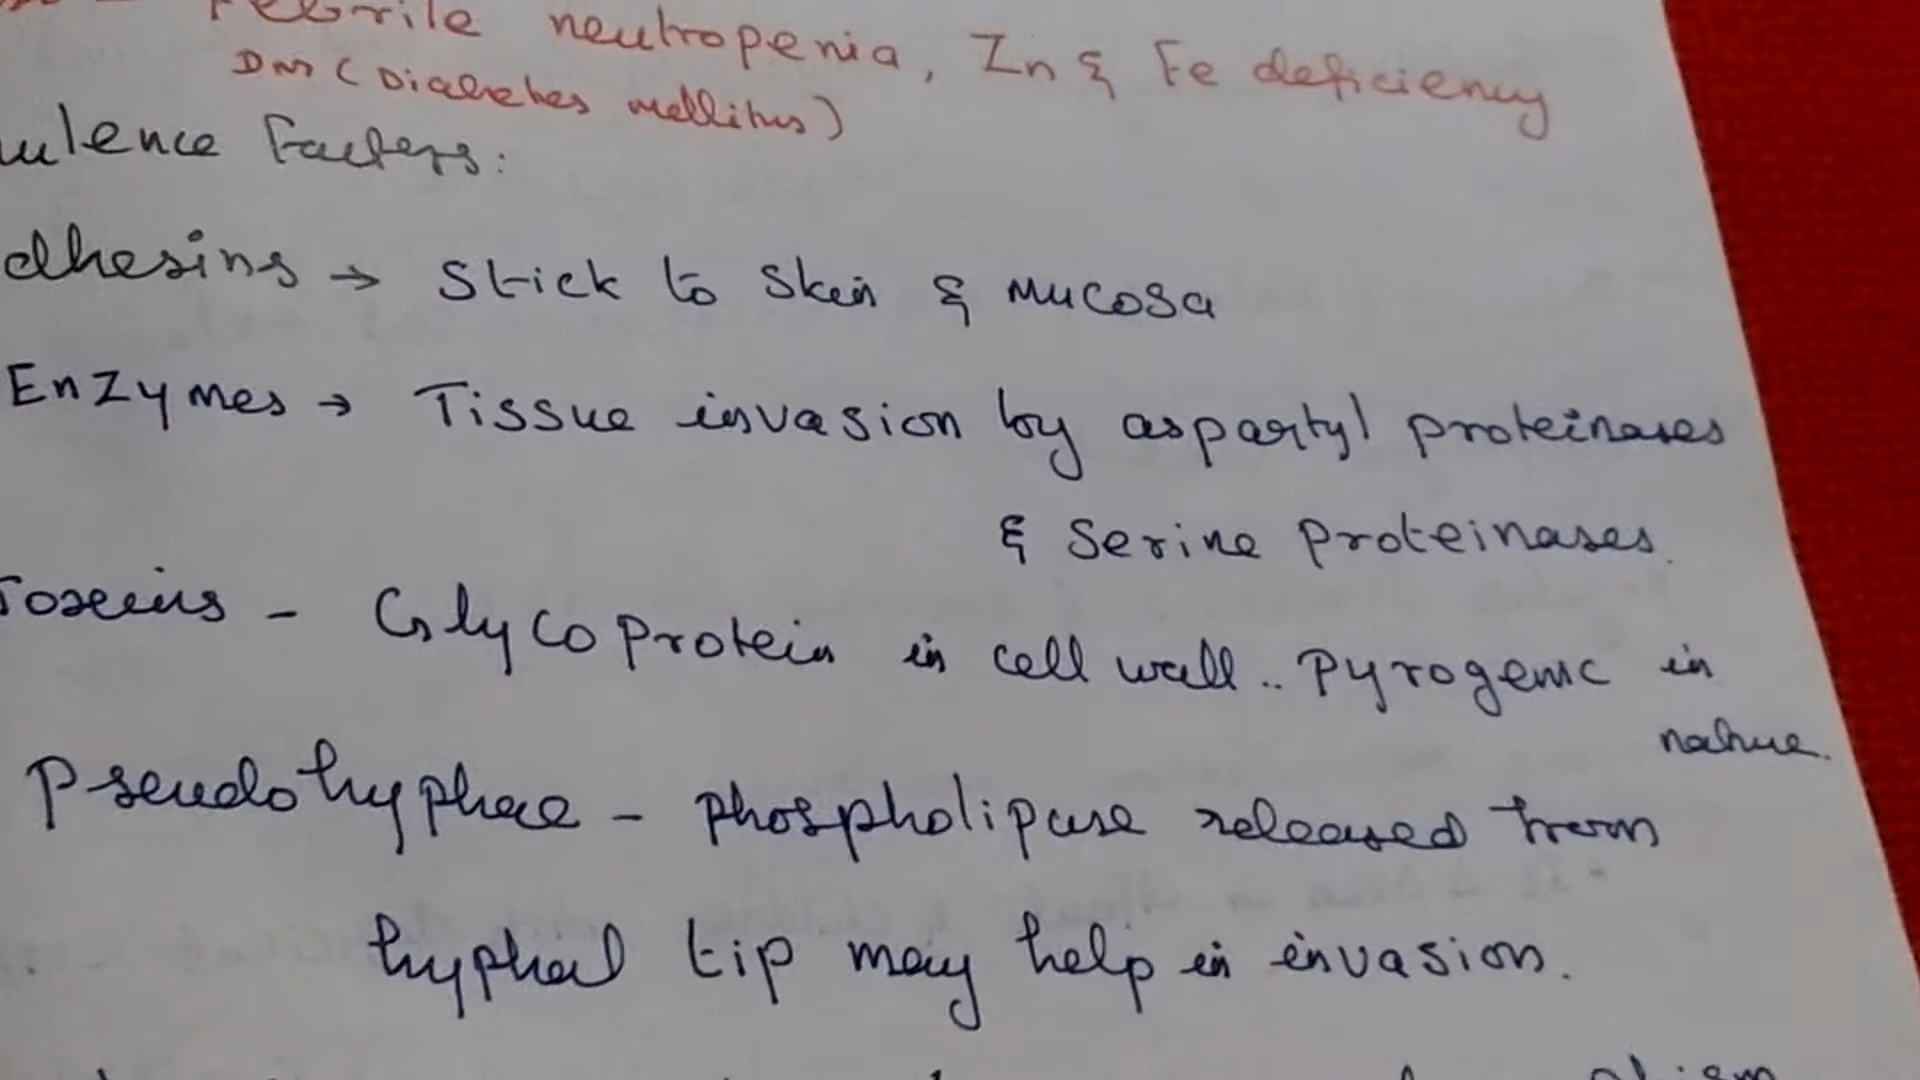 Febrile neutropenia, Zn & Fe deficiency
DM (Diabetes mellitus)
ulence Factors:
dhesins → Stick to Skin & Mucosa
Enzymes → Tissue invasion by aspartyl proteinases
& Serine proteinases.
Toxins - Glycoprotein in cell wall.. Pyrogenic in
nature.
Pseudohyphae - phospholipase released from
hyphal tip may help in invasion.